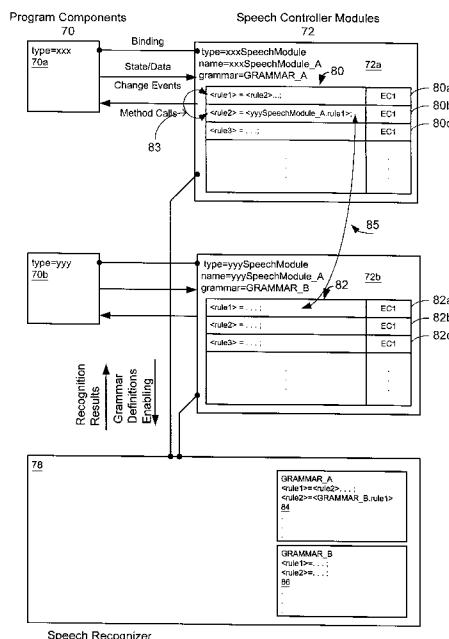 Program Components
70
Speech Controller Modules
72
type=xxx
70a
Binding
State/Data
Change Events
Method Calls
83
type=xxxSpeechModule
name=xxxSpeechModule_A
grammar=GRAMMAR_A
72a
80
<rule1> = <rule2>...;
EC1
80a
<rule2> = <yyySpeechModule_A.rule1>;
EC1
80b
<rule3> = . . . ;
EC1
80c
85
type=yyy
70b
type=yyySpeechModule
name=yyySpeechModule_A
grammar=GRAMMAR_B
72b
82
<rule1> = . . . ;
EC1
82a
<rule2> = . . . ;
EC1
82b
<rule3> = . . . ;
EC1
82c
Recognition
Results
Grammar
Definitions
Enabling
78
GRAMMAR_A
<rule1>=<rule2>. . . ;
<rule2>=<GRAMMAR_B.rule1>
84
GRAMMAR_B
<rule1>=. . . ;
<rule2>=. . . ;
86
Speech Recognizer